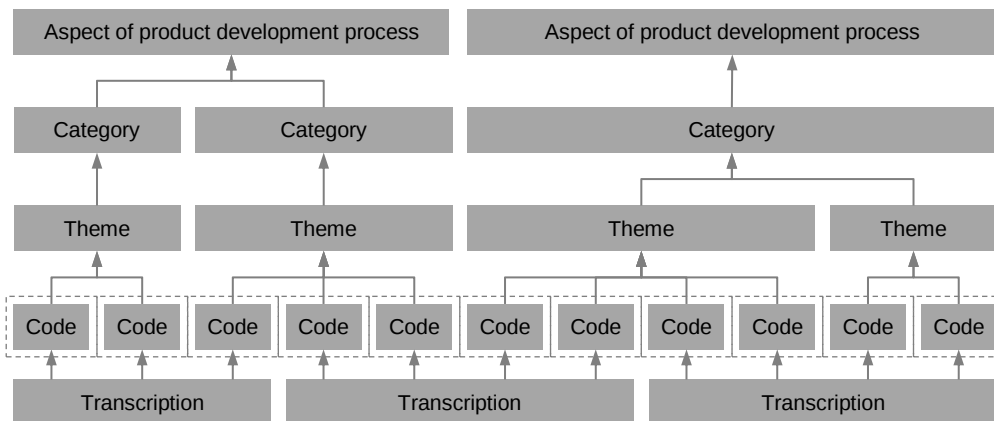 Aspect of product development process
Aspect of product development process
Category
Category
Category
Theme
Theme
Theme
Theme
Code
Code
Code
Code
Code
Code
Code
Code
Code
Code
Code
Transcription
Transcription
Transcription